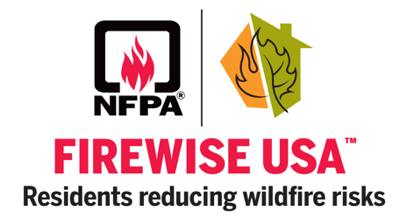 NFPA®
FIREWISE USA™
Residents reducing wildfire risks